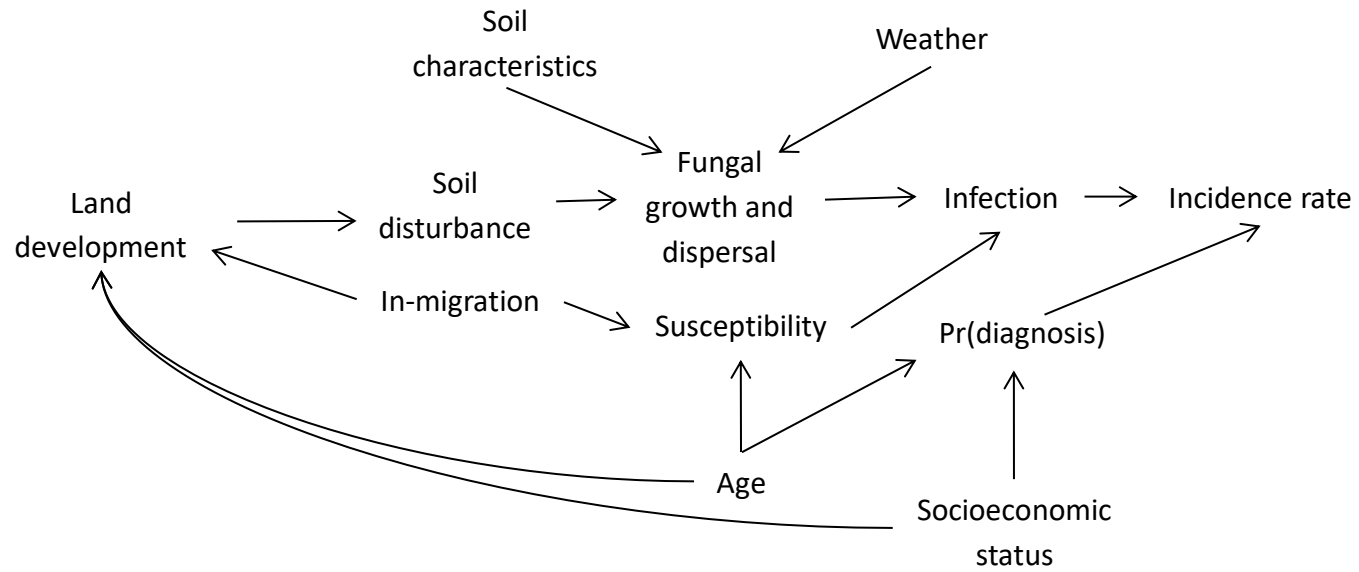 Soil
characteristics
Weather
Fungal
growth and
dispersal
Soil
disturbance
Land
development
Infection
Incidence rate
In-migration
Susceptibility
Pr(diagnosis)
Age
Socioeconomic
status